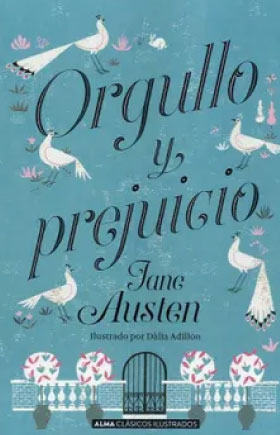 Orgullo
y
prejuicio
Jane
Austen
Ilustrado por Dàlia Adillon
ALMA CLÁSICOS ILUSTRADOS